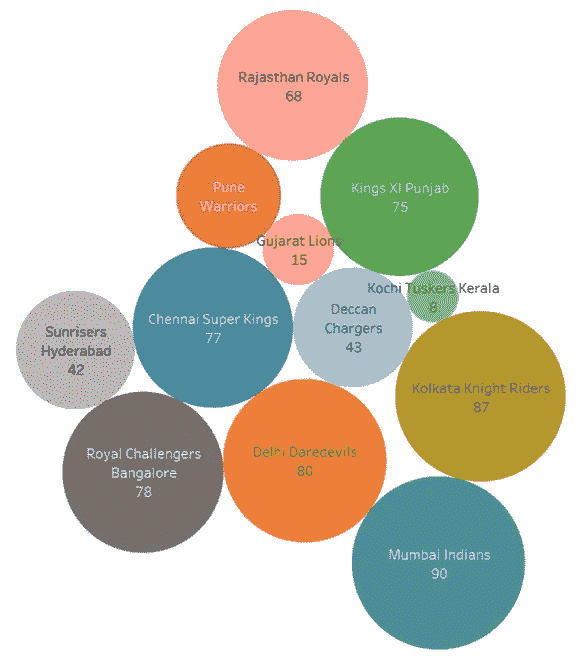 Rajasthan Royals
68
Pune
Warriors
Kings XI Punjab
75
Gujarat Lions
15
Kochi Tuskers Kerala
8
Chennai Super Kings
77
Deccan
Chargers
43
Sunrisers
Hyderabad
42
Kolkata Knight Riders
87
Royal Challengers
Bangalore
78
Delhi Daredevils
80
Mumbai Indians
90